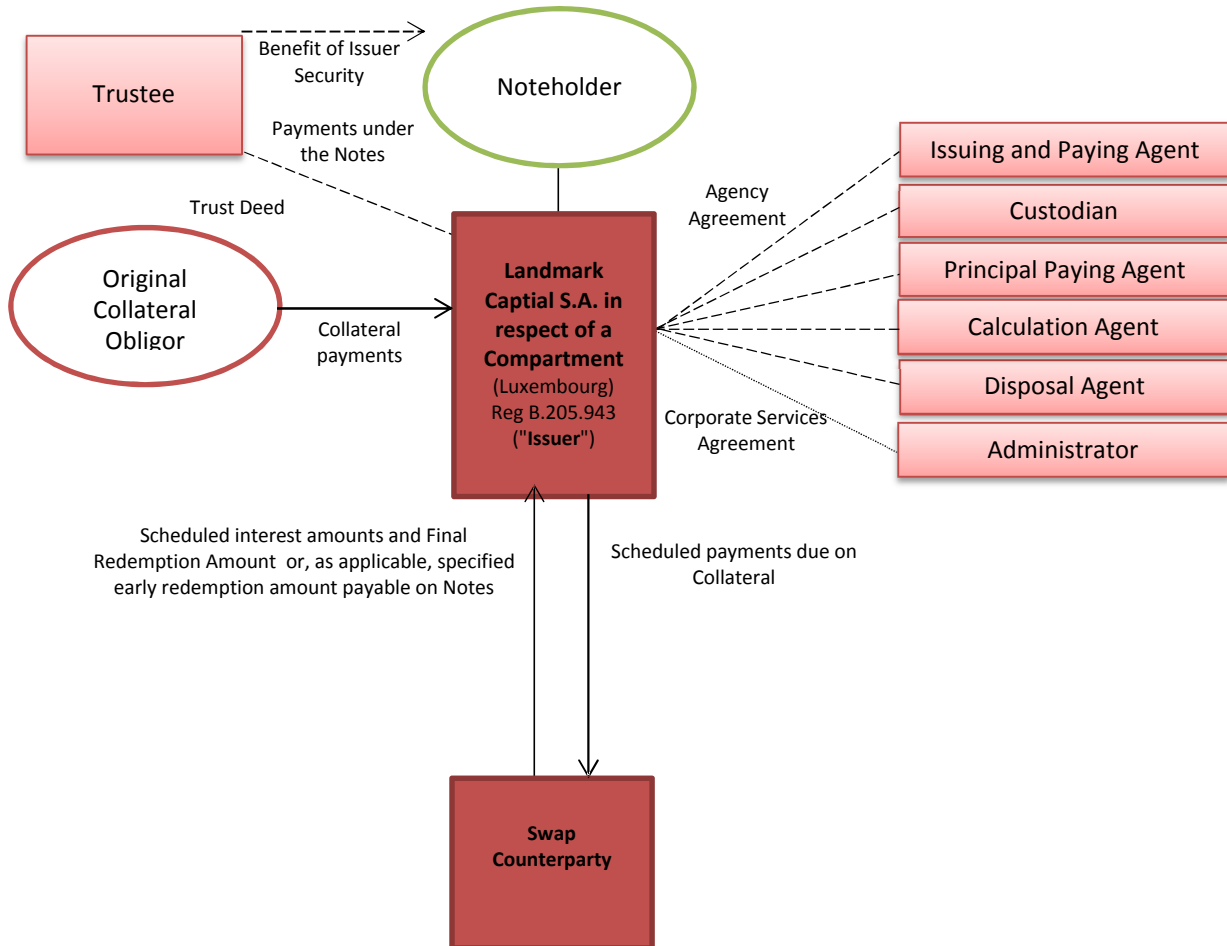 Benefit of Issuer
Security
Trustee
Noteholder
Payments under
the Notes
Trust Deed
Original
Collateral
Obligor
Collateral
payments
Landmark
Captial S.A. in
respect of a
Compartment
(Luxembourg)
Reg B.205.943
("Issuer")
Agency
Agreement
Corporate Services
Agreement
Issuing and Paying Agent
Custodian
Principal Paying Agent
Calculation Agent
Disposal Agent
Administrator
Scheduled interest amounts and Final
Redemption Amount or, as applicable, specified
early redemption amount payable on Notes
Scheduled payments due on
Collateral
Swap
Counterparty